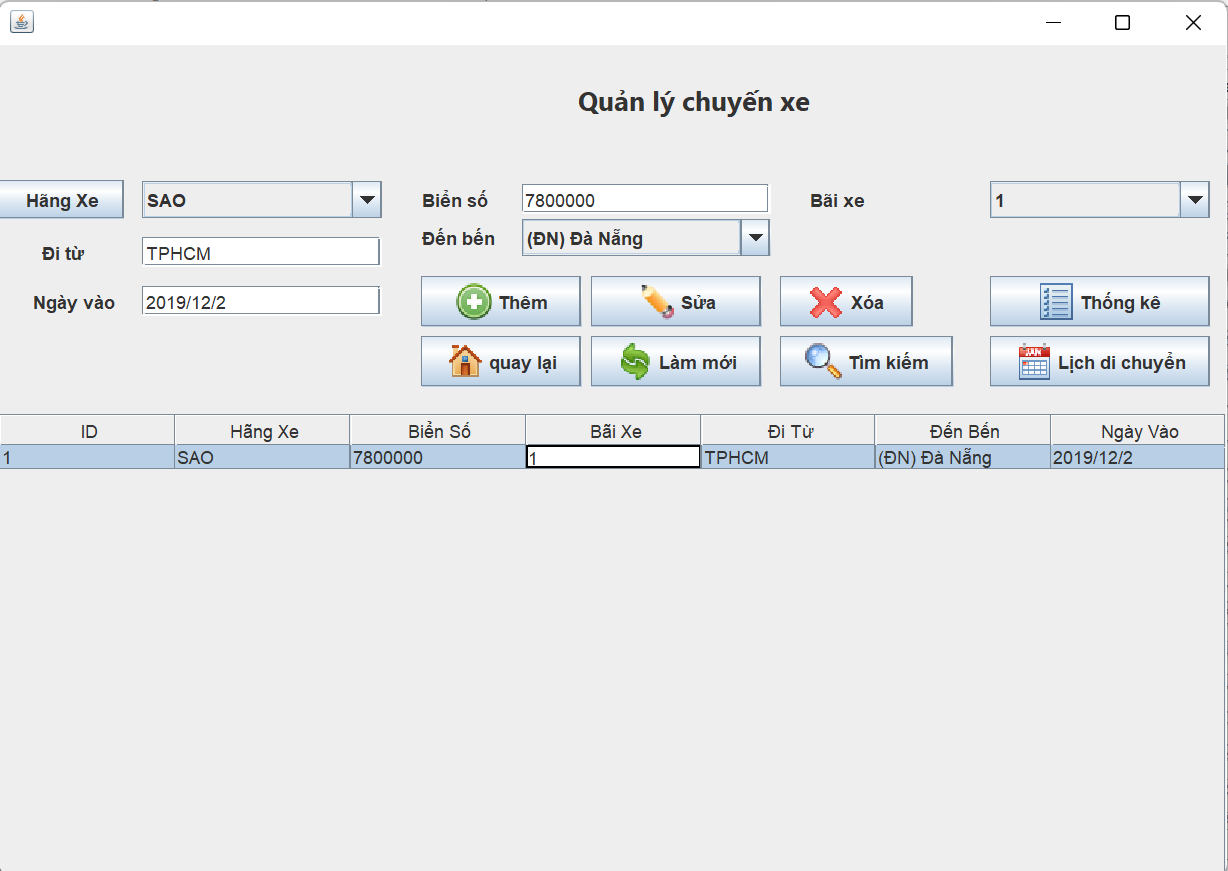 Quản lý chuyến xe
Hãng Xe SAO Biển số 7800000 Bãi xe 1
Đi từ TPHCM Đến bến (ĐN) Đà Nẵng
Ngày vào 2019/12/2 Thêm Sửa Xóa Thống kê
quay lại Làm mới Tìm kiếm Lịch di chuyển
ID Hãng Xe Biển Số Bãi Xe Đi Từ Đến Bến Ngày Vào
1 SAO 7800000 1 TPHCM (ĐN) Đà Nẵng 2019/12/2